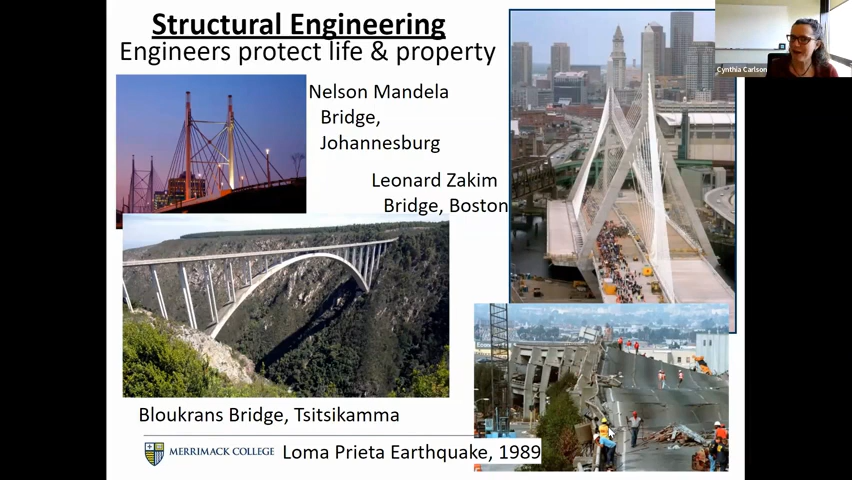 Structural Engineering
Engineers protect life & property
Nelson Mandela
Bridge,
Johannesburg
Leonard Zakim
Bridge, Boston
Bloukrans Bridge, Tsitsikamma
MERRIMACK COLLEGE
Loma Prieta Earthquake, 1989
Cynthia Carlson